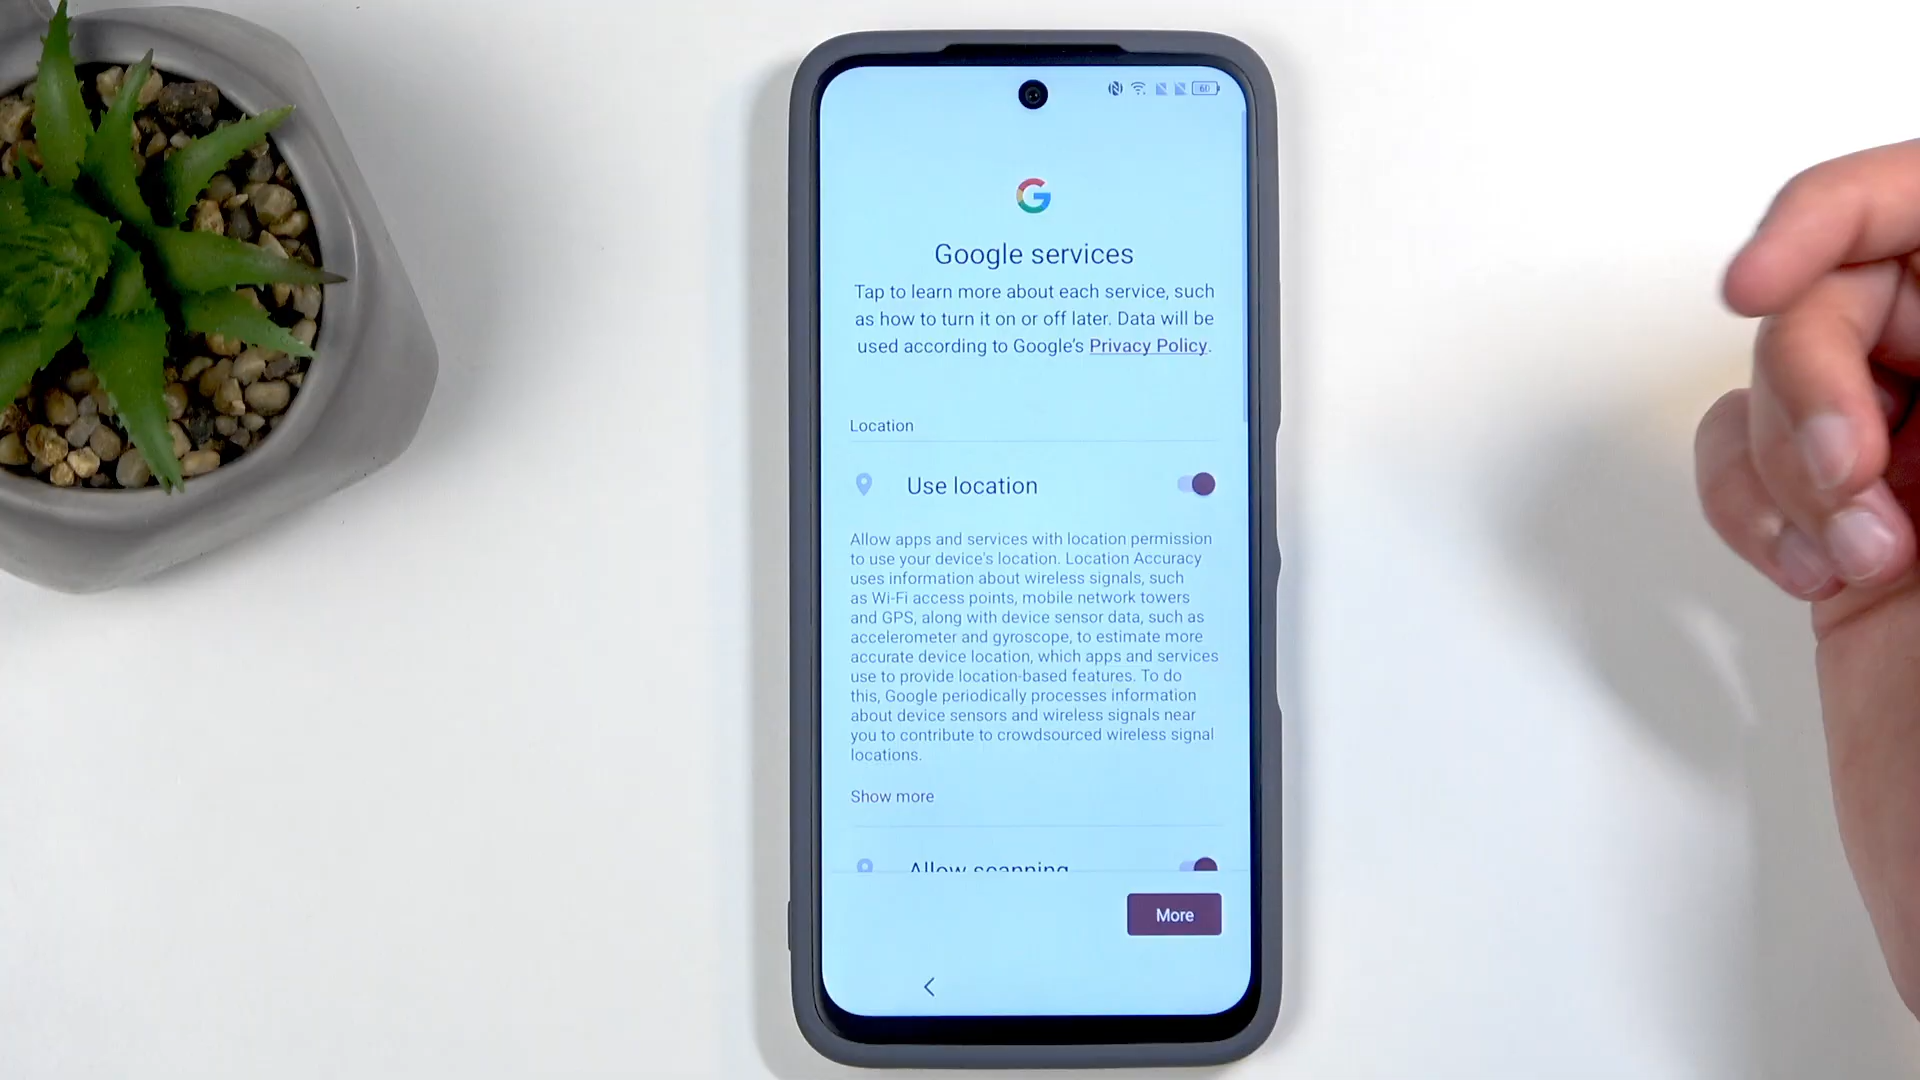 60
Google services
Tap to learn more about each service, such
as how to turn it on or off later. Data will be
used according to Google's Privacy Policy.
Location
Use location
Allow apps and services with location permission
to use your device's location. Location Accuracy
uses information about wireless signals, such
as Wi-Fi access points, mobile network towers
and GPS, along with device sensor data, such as
accelerometer and gyroscope, to estimate more
accurate device location, which apps and services
use to provide location-based features. To do
this, Google periodically processes information
about device sensors and wireless signals near
you to contribute to crowdsourced wireless signal
locations.
Show more
Allow scanning
More